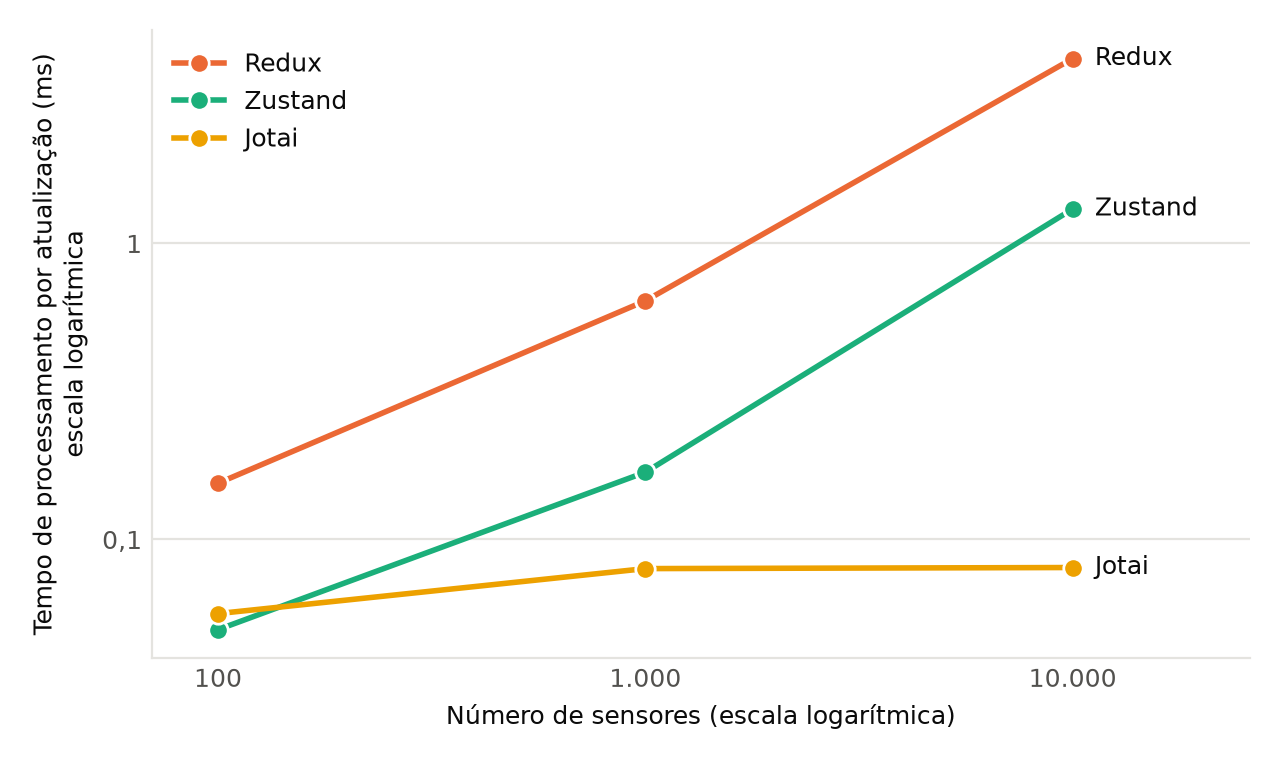 Redux
Zustand
Jotai
Redux
Zustand
Jotai
Tempo de processamento por atualização (ms)
escala logarítmica
1
0,1
100
1.000
10.000
Número de sensores (escala logarítmica)